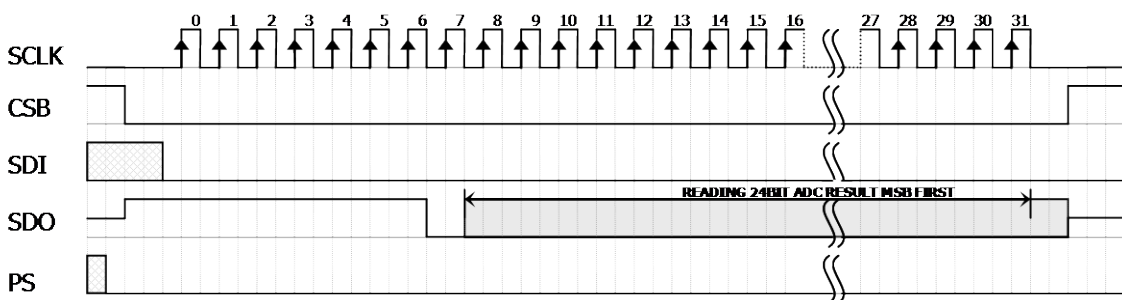 0 1 2 3 4 5 6 7 8 9 10 11 12 13 14 15 16 27 28 29 30 31
SCLK
CSB
SDI
READING 24BIT ADC RESULT MSB FIRST
SDO
PS